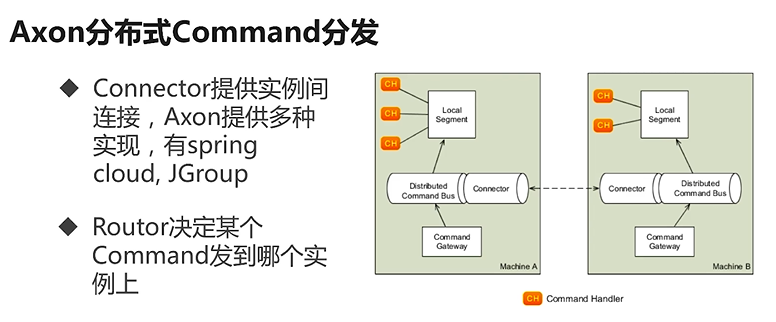 Axon分布式Command分发
◆ Connector提供实例间
连接，Axon提供多种
实现，有spring
cloud, JGroup
◆ Routor决定某个
Command发到哪个实
例上
CH
CH
CH
Local
Segment
Distributed
Command Bus
Connector
Command
Gateway
Machine A
CH
CH
Local
Segment
Connector
Distributed
Command Bus
Command
Gateway
Machine B
CH Command Handler